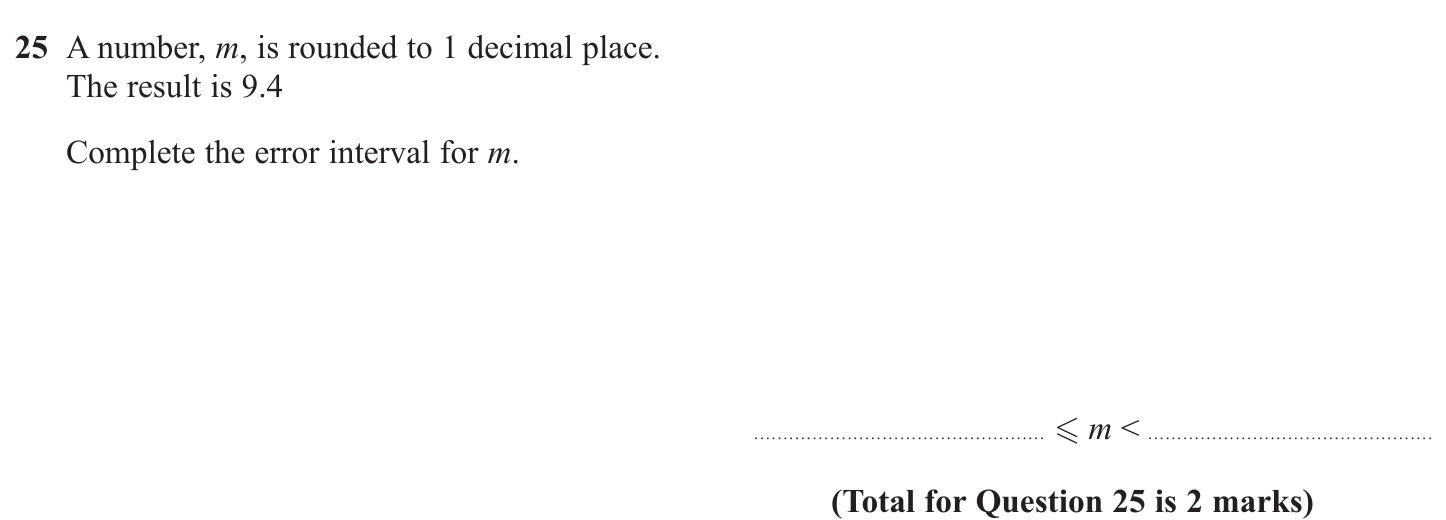 25 A number, m, is rounded to 1 decimal place.
The result is 9.4
Complete the error interval for m.
.................................................. ⩽ m < ..................................................
(Total for Question 25 is 2 marks)